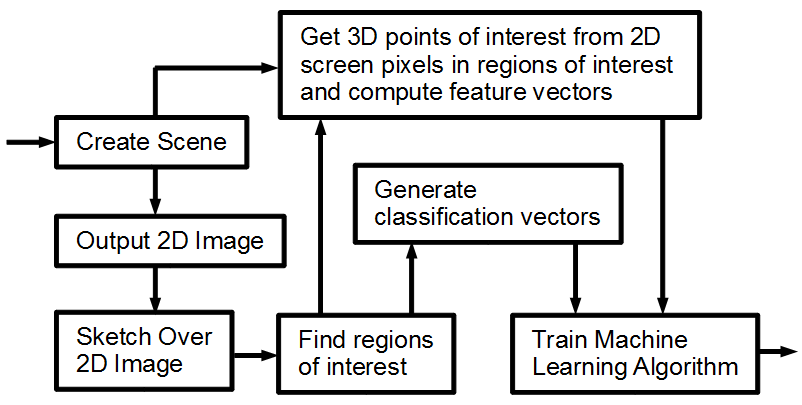 Get 3D points of interest from 2D
screen pixels in regions of interest
and compute feature vectors
Create Scene
Generate
classification vectors
Output 2D Image
Sketch Over
2D Image
Find regions
of interest
Train Machine
Learning Algorithm